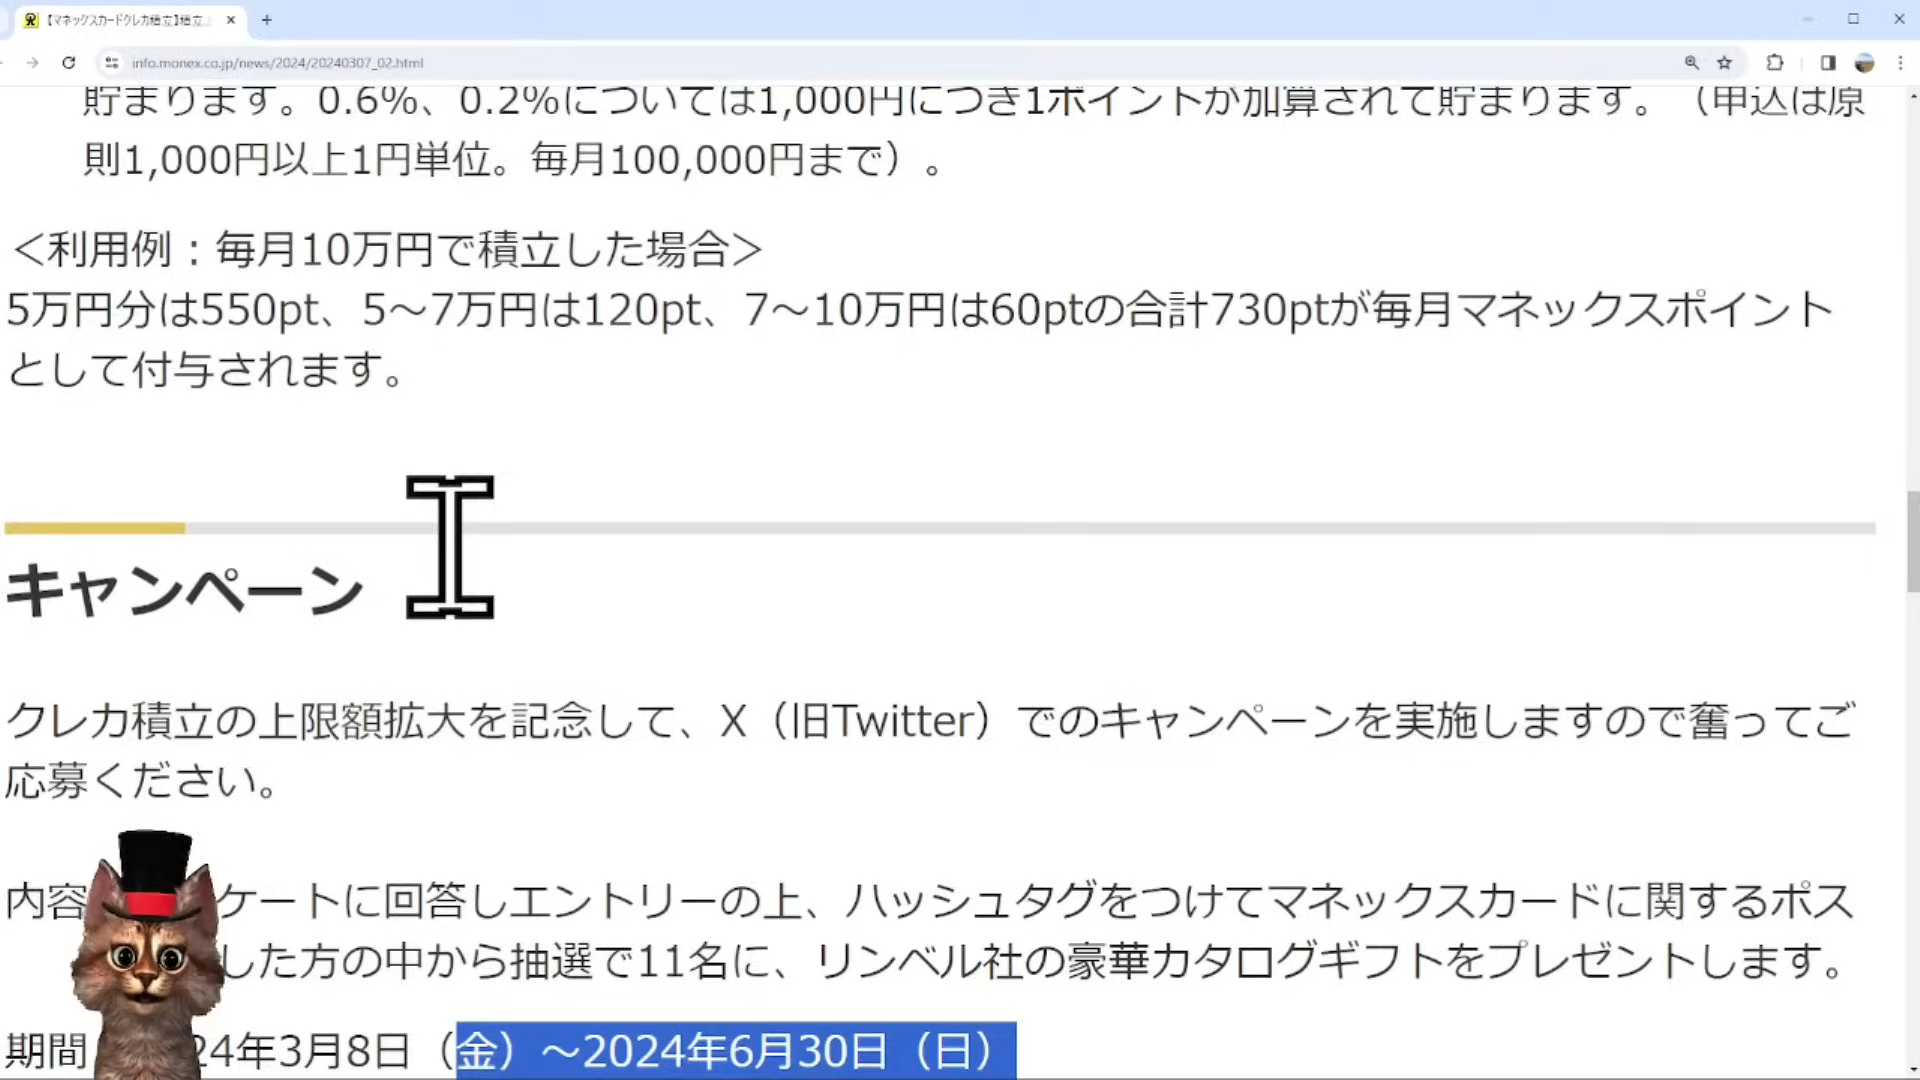 【マネックスカードクレカ積立】積立
info.monex.co.jp/news/2024/20240307_02.html
貯まります。0.6%、0.2%については1,000円につき1ポイントが加算されて貯まります。（申込は原
則1,000円以上1円単位。毎月100,000円まで）。
＜利用例：毎月10万円で積立した場合＞
5万円分は550pt、5～7万円は120pt、7～10万円は60ptの合計730ptが毎月マネックスポイント
として付与されます。
キャンペーン
クレカ積立の上限額拡大を記念して、X（旧Twitter）でのキャンペーンを実施しますので奮ってご
応募ください。
内容 ケートに回答しエントリーの上、ハッシュタグをつけてマネックスカードに関するポス
した方の中から抽選で11名に、リンベル社の豪華カタログギフトをプレゼントします。
期間 24年3月8日（金）～2024年6月30日（日）